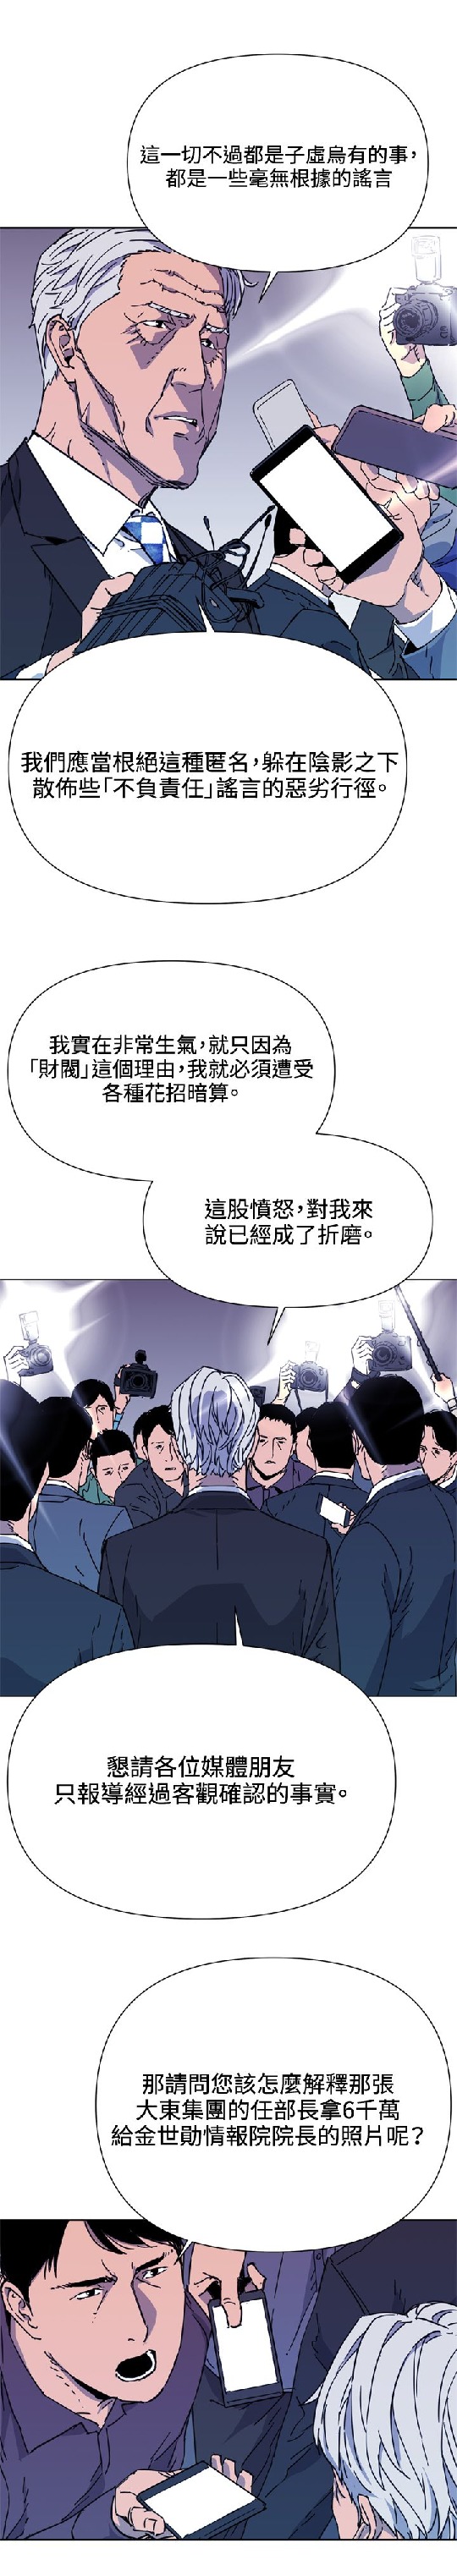 這一切不過都是子虛烏有的事，
都是一些毫無根據的謠言
我們應當根絕這種匿名，躲在陰影之下
散佈些「不負責任」謠言的惡劣行徑。
我實在非常生氣，就只因為
「財閥」這個理由，我就必須遭受
各種花招暗算。
這股憤怒，對我來
說已經成了折磨。
懇請各位媒體朋友
只報導經過客觀確認的事實。
那請問您該怎麼解釋那張
大東集團的任部長拿6千萬
給金世勛情報院院長的照片呢？